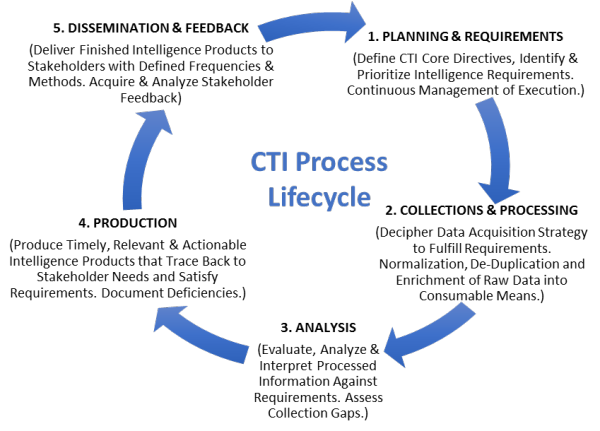 5. DISSEMINATION & FEEDBACK
(Deliver Finished Intelligence Products to
Stakeholders with Defined Frequencies &
Methods. Acquire & Analyze Stakeholder
Feedback)
1. PLANNING & REQUIREMENTS
(Define CTI Core Directives, Identify &
Prioritize Intelligence Requirements.
Continuous Management of Execution.)
CTI Process
Lifecycle
2. COLLECTIONS & PROCESSING
(Decipher Data Acquisition Strategy
to Fulfill Requirements.
Normalization, De-Duplication and
Enrichment of Raw Data into
Consumable Means.)
3. ANALYSIS
(Evaluate, Analyze &
Interpret Processed
Information Against
Requirements. Assess
Collection Gaps.)
4. PRODUCTION
(Produce Timely, Relevant & Actionable
Intelligence Products that Trace Back to
Stakeholder Needs and Satisfy
Requirements. Document Deficiencies.)